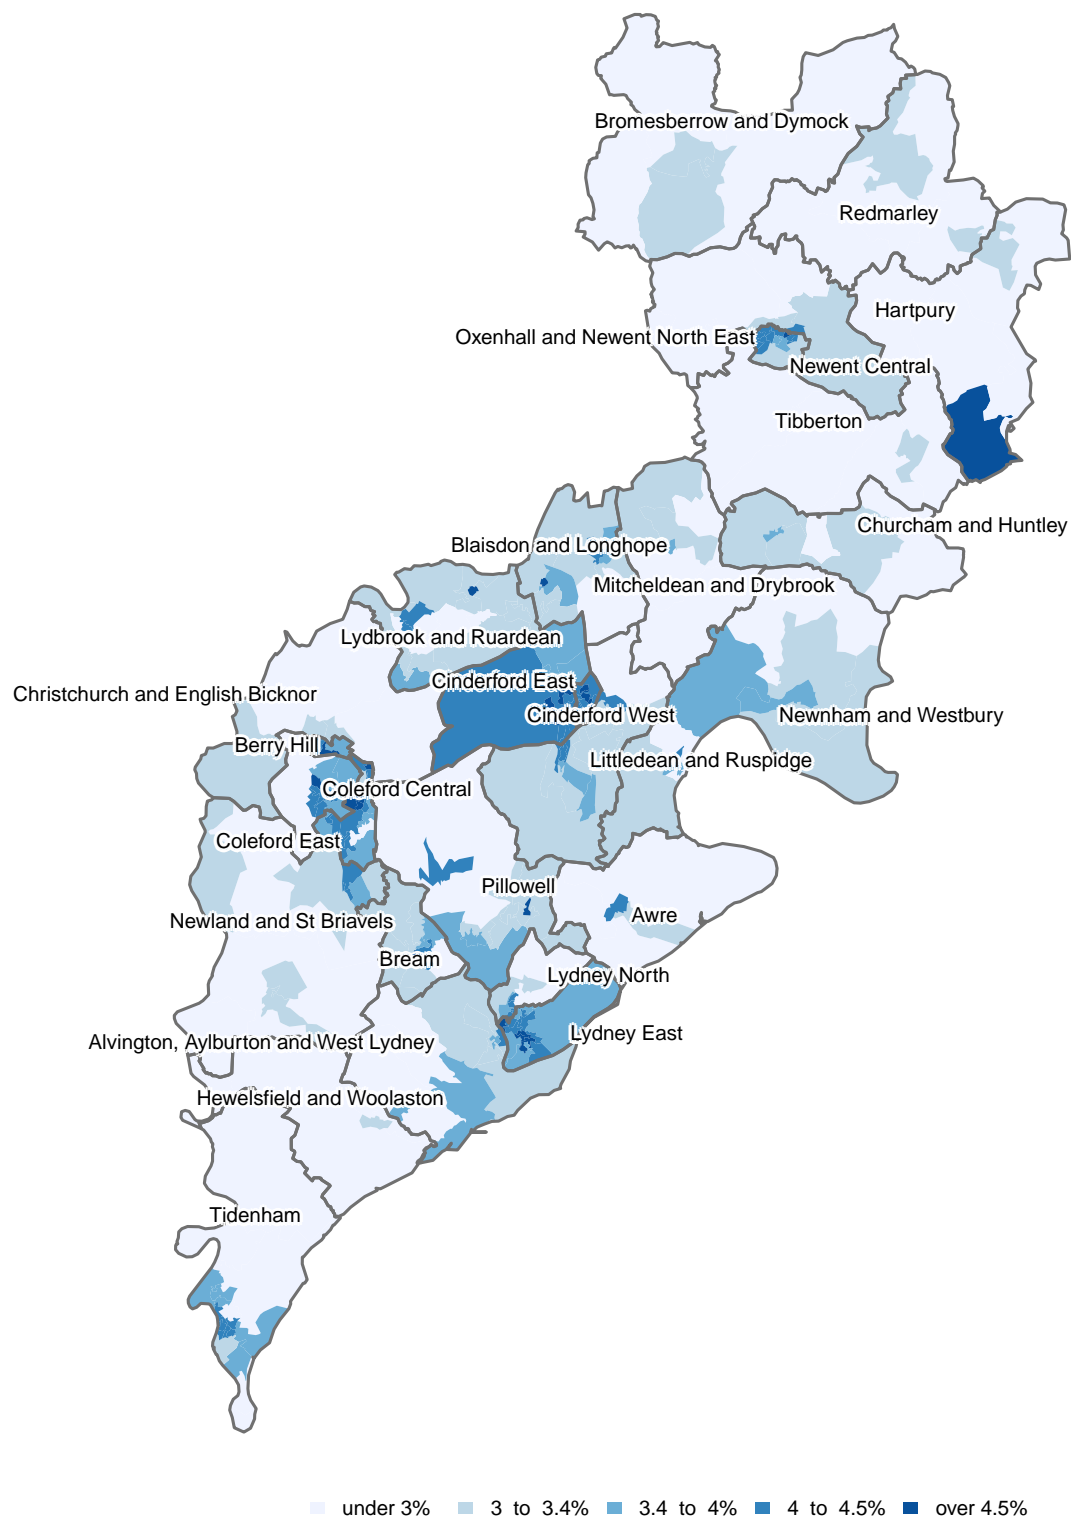 Bromesberrow and Dymock
Redmarley
Hartpury
Oxenhall and Newent North East
Newent Central
Tibberton
Churcham and Huntley
Blaisdon and Longhope
Mitcheldean and Drybrook
Lydbrook and Ruardean
Cinderford East
Christchurch and English Bicknor
Cinderford West
Newnham and Westbury
Berry Hill
Littledean and Ruspidge
Coleford Central
Coleford East
Pillowell
Awre
Newland and St Briavels
Bream
Lydney North
Lydney East
Alvington, Aylburton and West Lydney
Hewelsfield and Woolaston
Tidenham
under 3% 3 to 3.4% 3.4 to 4% 4 to 4.5% over 4.5%